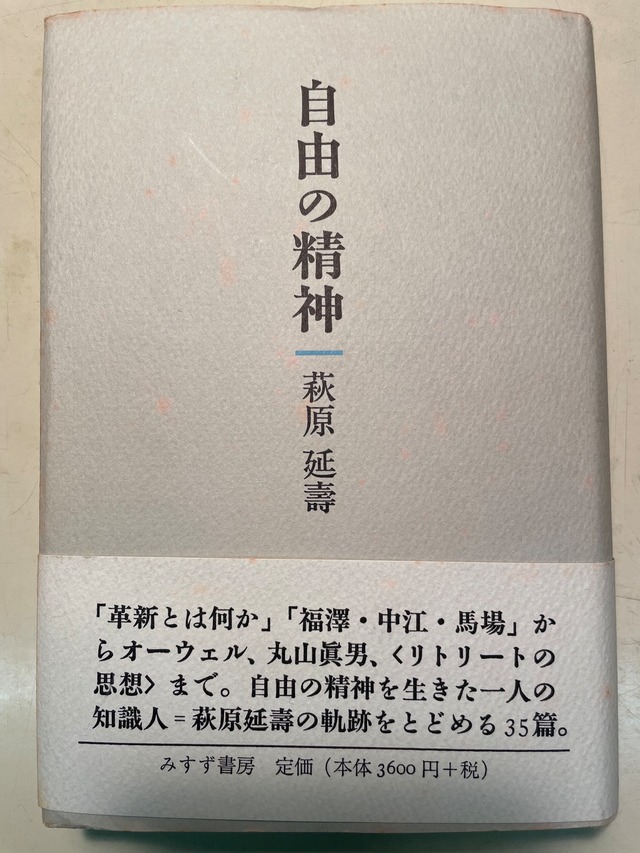 自由の精神
萩原延壽
「革新とは何か」「福澤・中江・馬場」か
らオーウェル、丸山眞男、〈リトリートの
思想〉まで。自由の精神を生きた一人の
知識人=萩原延壽の軌跡をとどめる35篇。
みすず書房 定価(本体3600円+税)